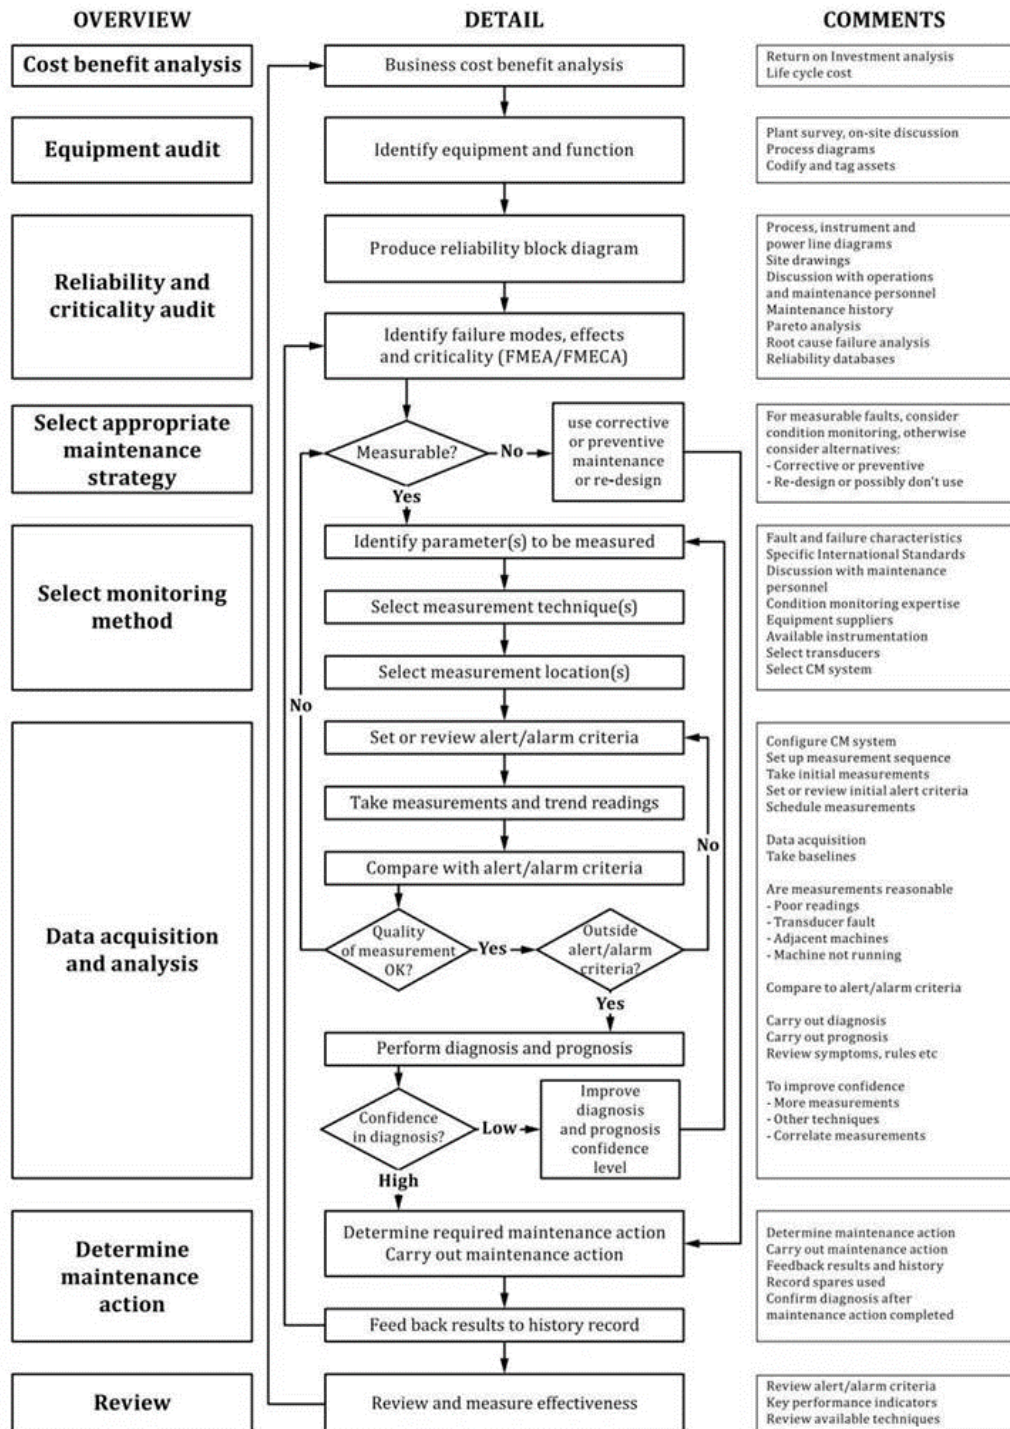 OVERVIEW
DETAIL
COMMENTS
Cost benefit analysis
Business cost benefit analysis
Return on Investment analysis
Life cycle cost
Equipment audit
Identify equipment and function
Plant survey, on-site discussion
Process diagrams
Codify and tag assets
Reliability and
criticality audit
Produce reliability block diagram
Identify failure modes, effects
and criticality (FMEA/FMECA)
Process, instrument and
power line diagrams
Site drawings
Discussion with operations
and maintenance personnel
Maintenance history
Pareto analysis
Root cause failure analysis
Reliability databases
Select appropriate
maintenance
strategy
Measurable?
No
use corrective
or preventive
maintenance
or re-design
Yes
For measurable faults, consider
condition monitoring, otherwise
consider alternatives:
- Corrective or preventive
- Re-design or possibly don't use
Select monitoring
method
Identify parameter(s) to be measured
Select measurement technique(s)
Select measurement location(s)
Fault and failure characteristics
Specific International Standards
Discussion with maintenance
personnel
Condition monitoring expertise
Equipment suppliers
Available instrumentation
Select transducers
Select CM system
No
Data acquisition
and analysis
Set or review alert/alarm criteria
Take measurements and trend readings
Compare with alert/alarm criteria
No
Quality
of measurement
OK?
Yes
Outside
alert/alarm
criteria?
Yes
Perform diagnosis and prognosis
Confidence
in diagnosis?
Low
Improve
diagnosis
and prognosis
confidence
level
High
Configure CM system
Set up measurement sequence
Take initial measurements
Set or review initial alert criteria
Schedule measurements
Data acquisition
Take baselines
Are measurements reasonable
- Poor readings
- Transducer fault
- Adjacent machines
- Machine not running
Compare to alert/alarm criteria
Carry out diagnosis
Carry out prognosis
Review symptoms, rules etc
To improve confidence
- More measurements
- Other techniques
- Correlate measurements
Determine
maintenance
action
Determine required maintenance action
Carry out maintenance action
Feed back results to history record
Determine maintenance action
Carry out maintenance action
Feedback results and history
Record spares used
Confirm diagnosis after
maintenance action completed
Review
Review and measure effectiveness
Review alert/alarm criteria
Key performance indicators
Review available techniques